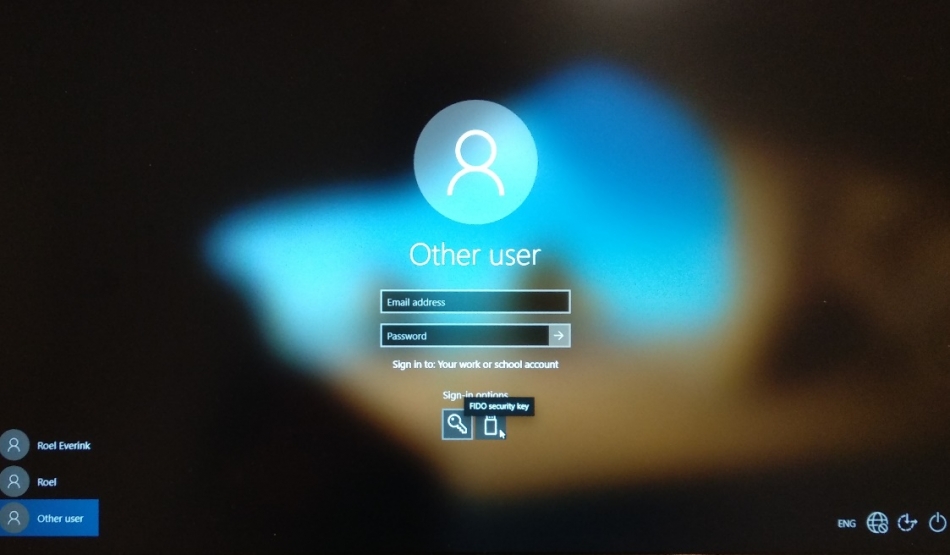 Other user
Email address
Password
Sign in to: Your work or school account
Sign-in options
FIDO security key
Roel Everink
Roel
Other user
ENG